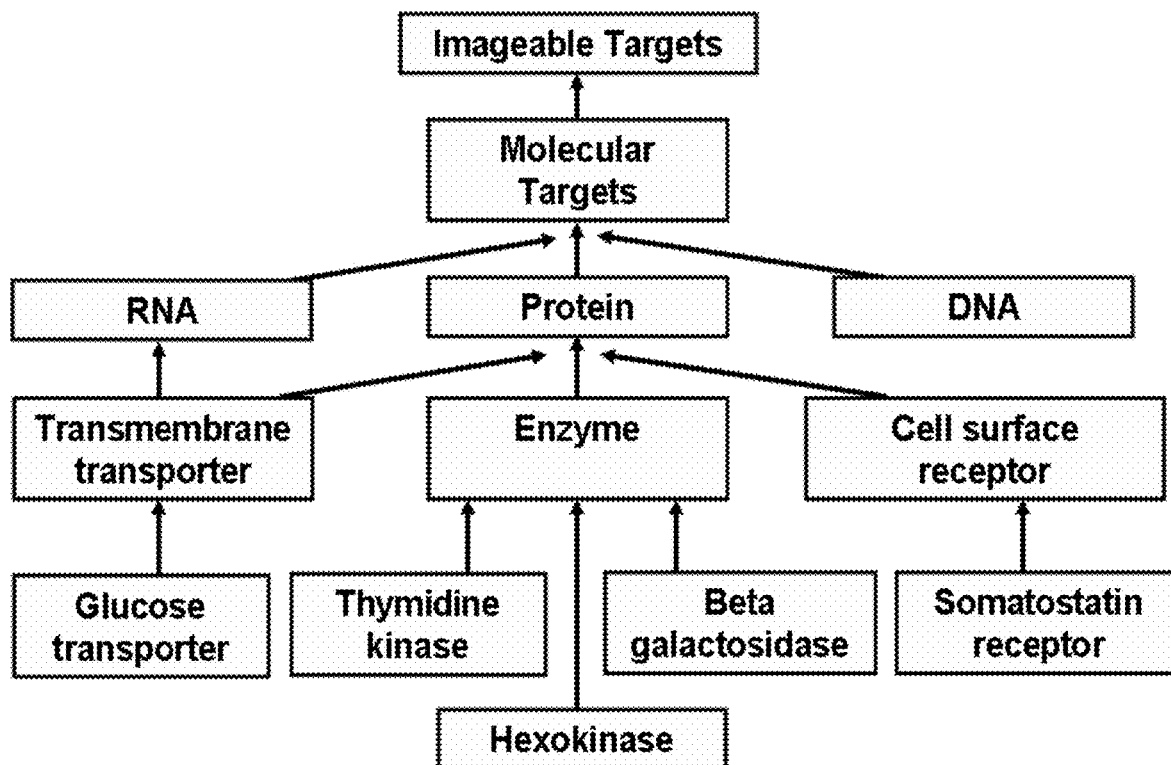 Imageable Targets
Molecular
Targets
RNA
Protein
DNA
Transmembrane
transporter
Enzyme
Cell surface
receptor
Glucose
transporter
Thymidine
kinase
Beta
galactosidase
Somatostatin
receptor
Hexokinase